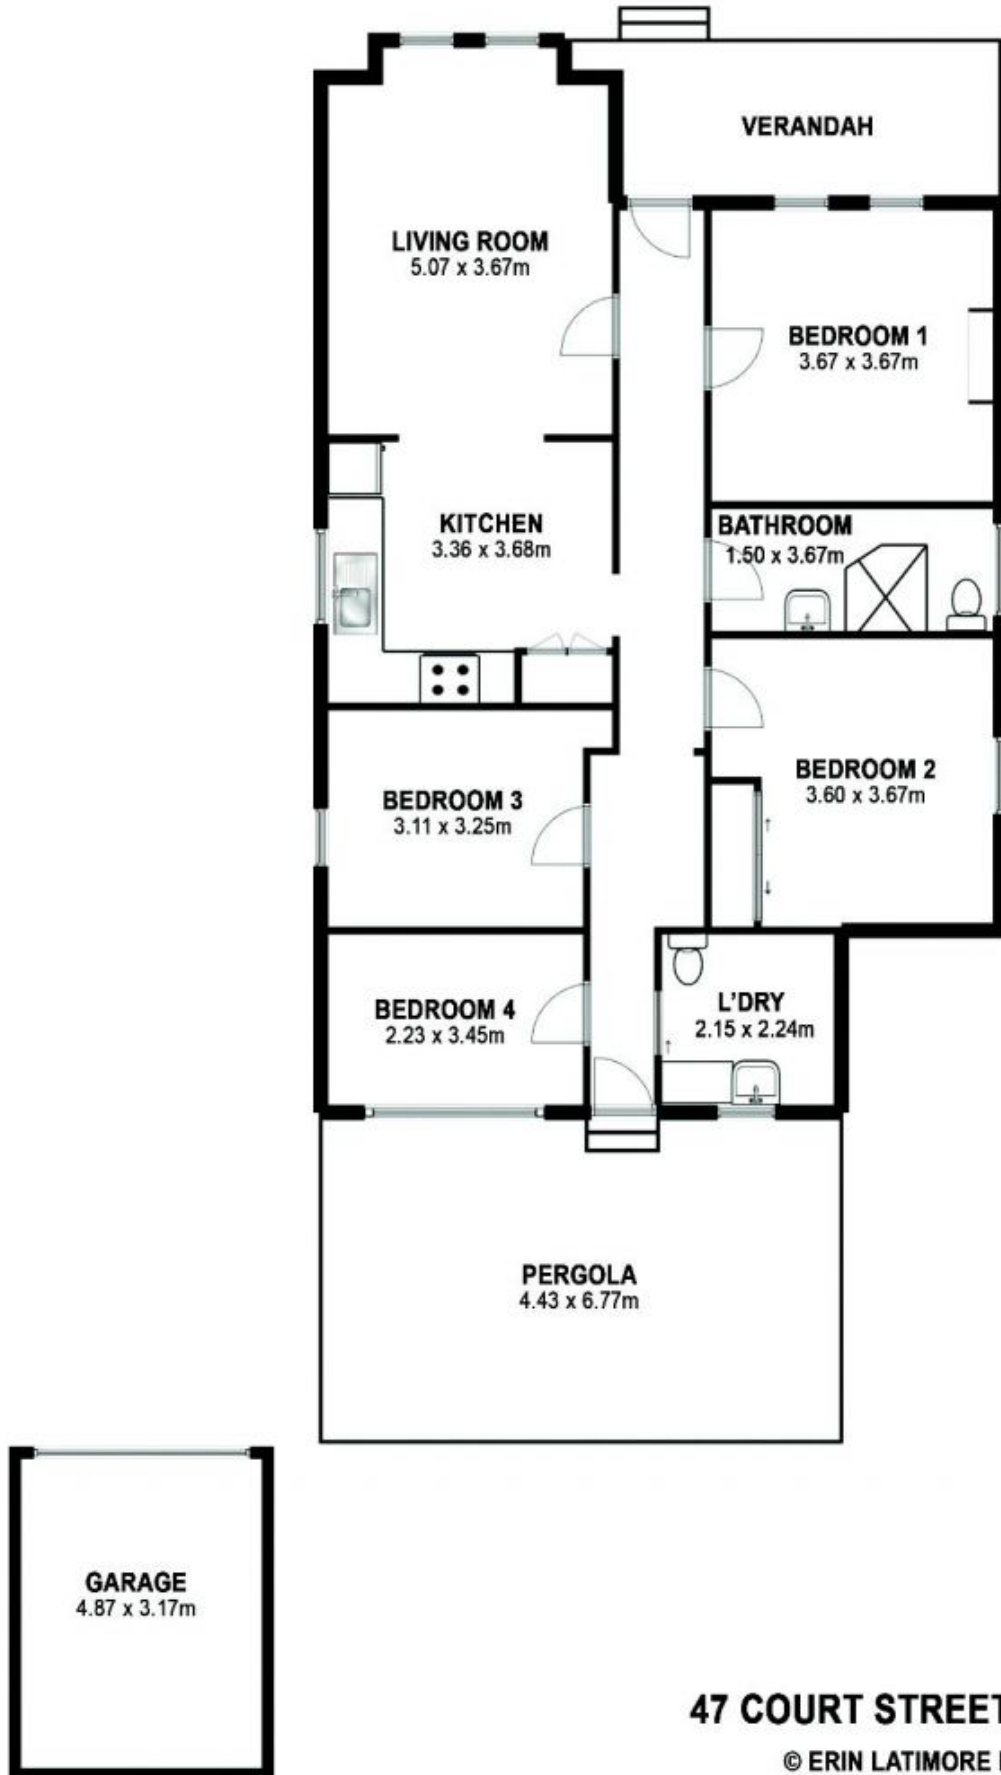 VERANDAH
LIVING ROOM
5.07 x 3.67m
BEDROOM 1
3.67 x 3.67m
KITCHEN
3.36 x 3.68m
BATHROOM
1.50 x 3.67m
BEDROOM 2
3.60 x 3.67m
BEDROOM 3
3.11 x 3.25m
BEDROOM 4
2.23 x 3.45m
L'DRY
2.15 x 2.24m
PERGOLA
4.43 x 6.77m
GARAGE
4.87 x 3.17m
47 COURT STREET
© ERIN LATIMORE